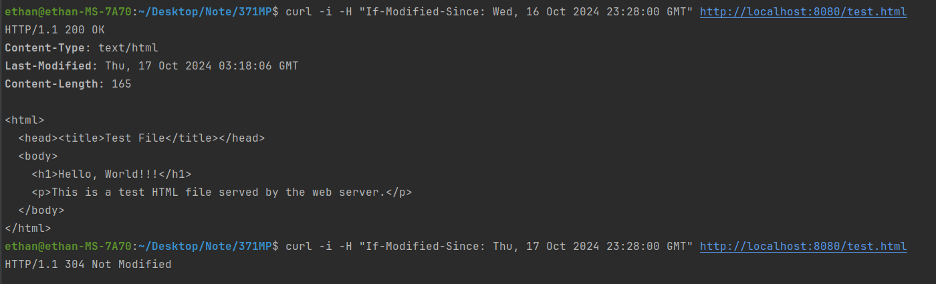 ethan@ethan-MS-7A70:~/Desktop/Note/371MP$ curl -i -H "If-Modified-Since: Wed, 16 Oct 2024 23:28:00 GMT" http://localhost:8080/test.html
HTTP/1.1 200 OK
Content-Type: text/html
Last-Modified: Thu, 17 Oct 2024 03:18:06 GMT
Content-Length: 165

<html>
  <head><title>Test File</title></head>
  <body>
    <h1>Hello, World!!!</h1>
    <p>This is a test HTML file served by the web server.</p>
  </body>
</html>
ethan@ethan-MS-7A70:~/Desktop/Note/371MP$ curl -i -H "If-Modified-Since: Thu, 17 Oct 2024 23:28:00 GMT" http://localhost:8080/test.html
HTTP/1.1 304 Not Modified